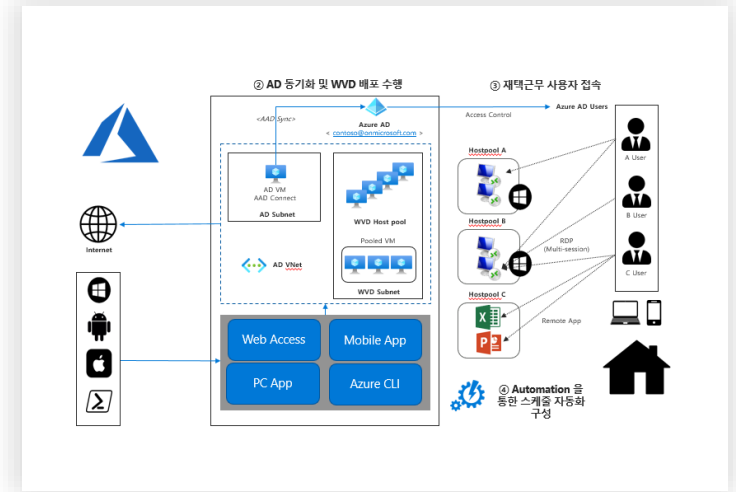 ② AD 동기화 및 WVD 배포 수행
③ 재택근무 사용자 접속
<AAD Sync>
Azure AD
< contoso@onmicrosoft.com >
Access Control
Azure AD Users
AD VM
AAD Connect
AD Subnet
WVD Host pool
Pooled VM
WVD Subnet
AD VNet
Internet
Web Access
Mobile App
PC App
Azure CLI
Hostpool A
Hostpool B
Hostpool C
RDP
(Multi-session)
Remote App
A User
B User
C User
④ Automation 을
통한 스케줄 자동화
구성